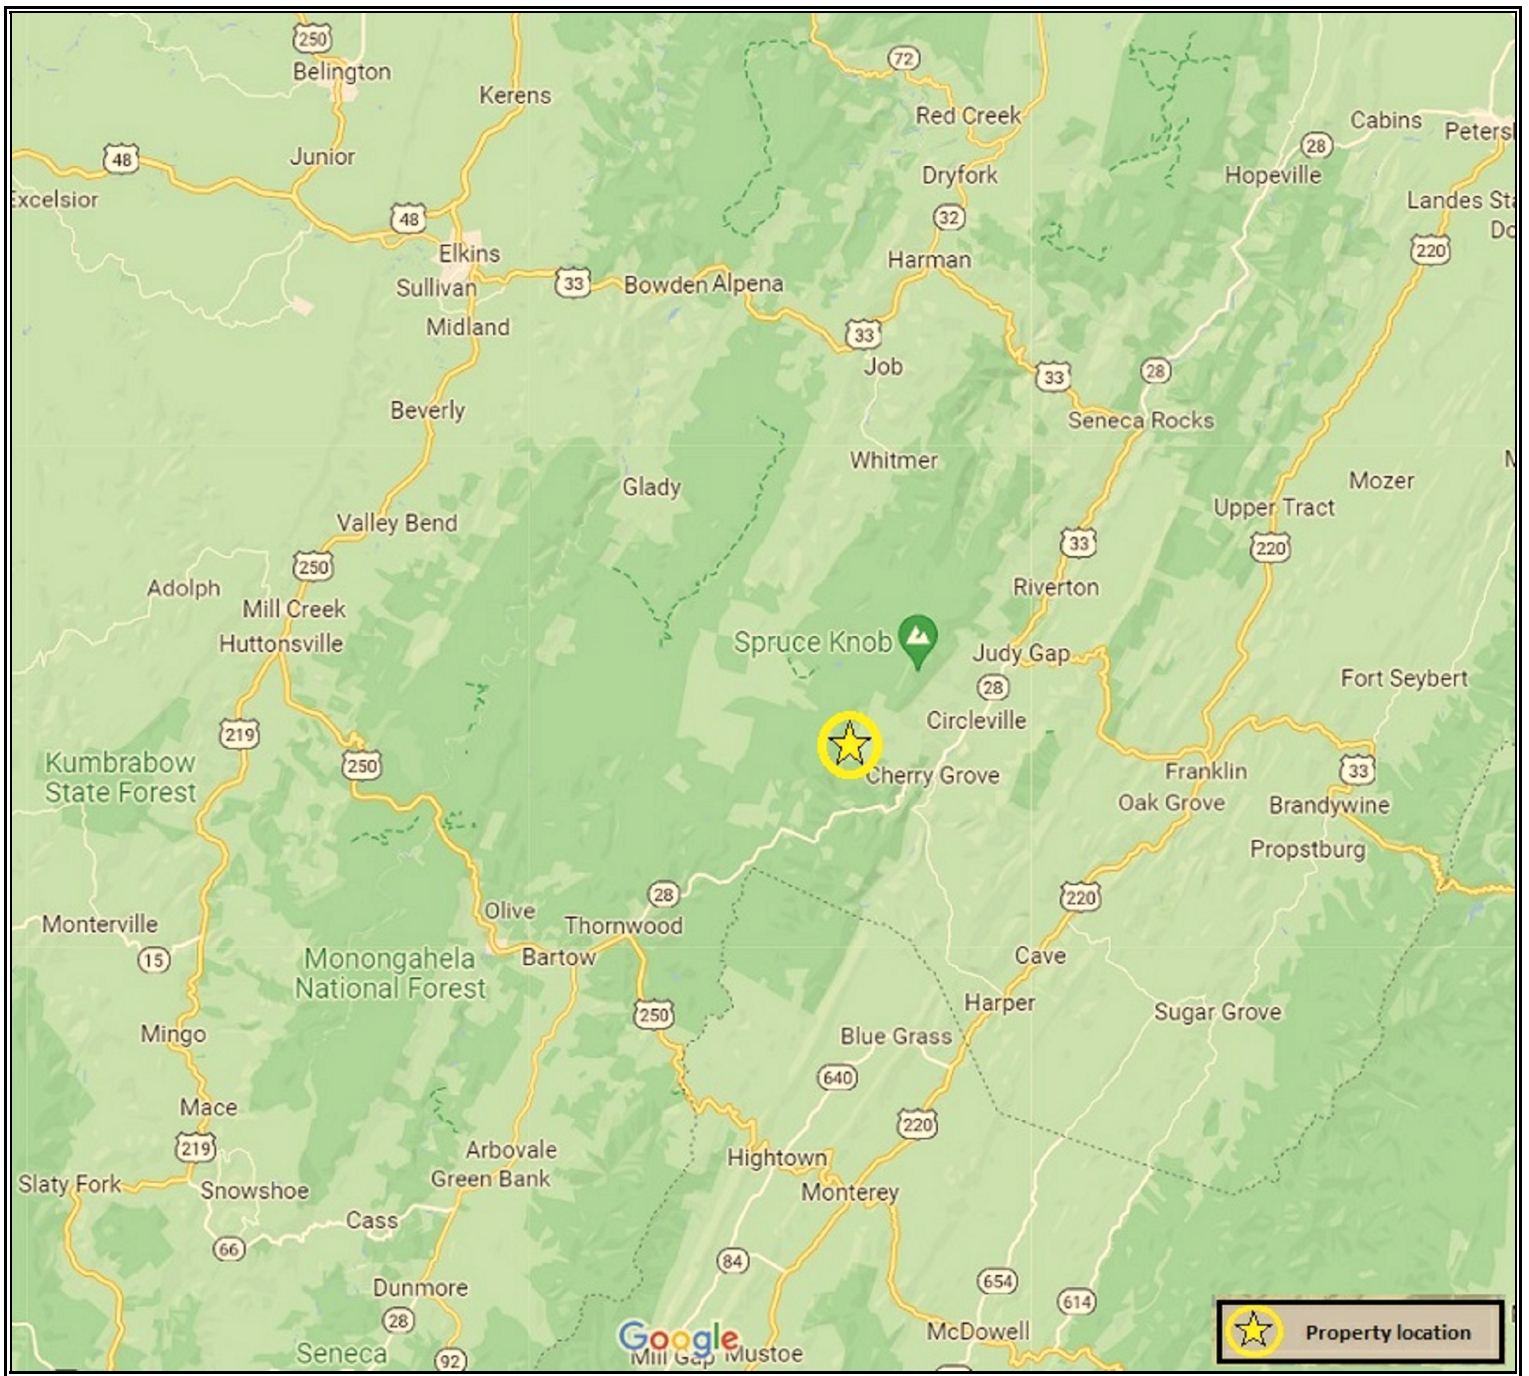 250
Belington
72
Kerens
Red Creek
Cabins
28
48
Junior
Hopeville
Dryfork
Excelsior
Landes
48
32
220
Elkins
Harman
Sullivan
33
Bowden
Alpena
Midland
33
Job
33
28
Beverly
Seneca Rocks
Whitmer
Mozer
Glady
Upper Tract
Valley Bend
33
220
250
Adolph
Riverton
Mill Creek
Huttonsville
Spruce Knob
Judy Gap
Fort Seybert
28
Circleville
219
Kumbrabow
State Forest
250
Cherry Grove
Franklin
33
Oak Grove
Brandywine
Propstburg
28
220
Olive
Monterville
Thornwood
15
Bartow
Cave
Monongahela
National Forest
Harper
250
Sugar Grove
Mingo
Blue Grass
640
Mace
220
219
Arbovale
Hightown
Green Bank
Slaty Fork
Snowshoe
Monterey
Cass
66
84
Dunmore
654
614
28
McDowell
Property location
Google
Seneca
92
Mill Gap
Mustoe